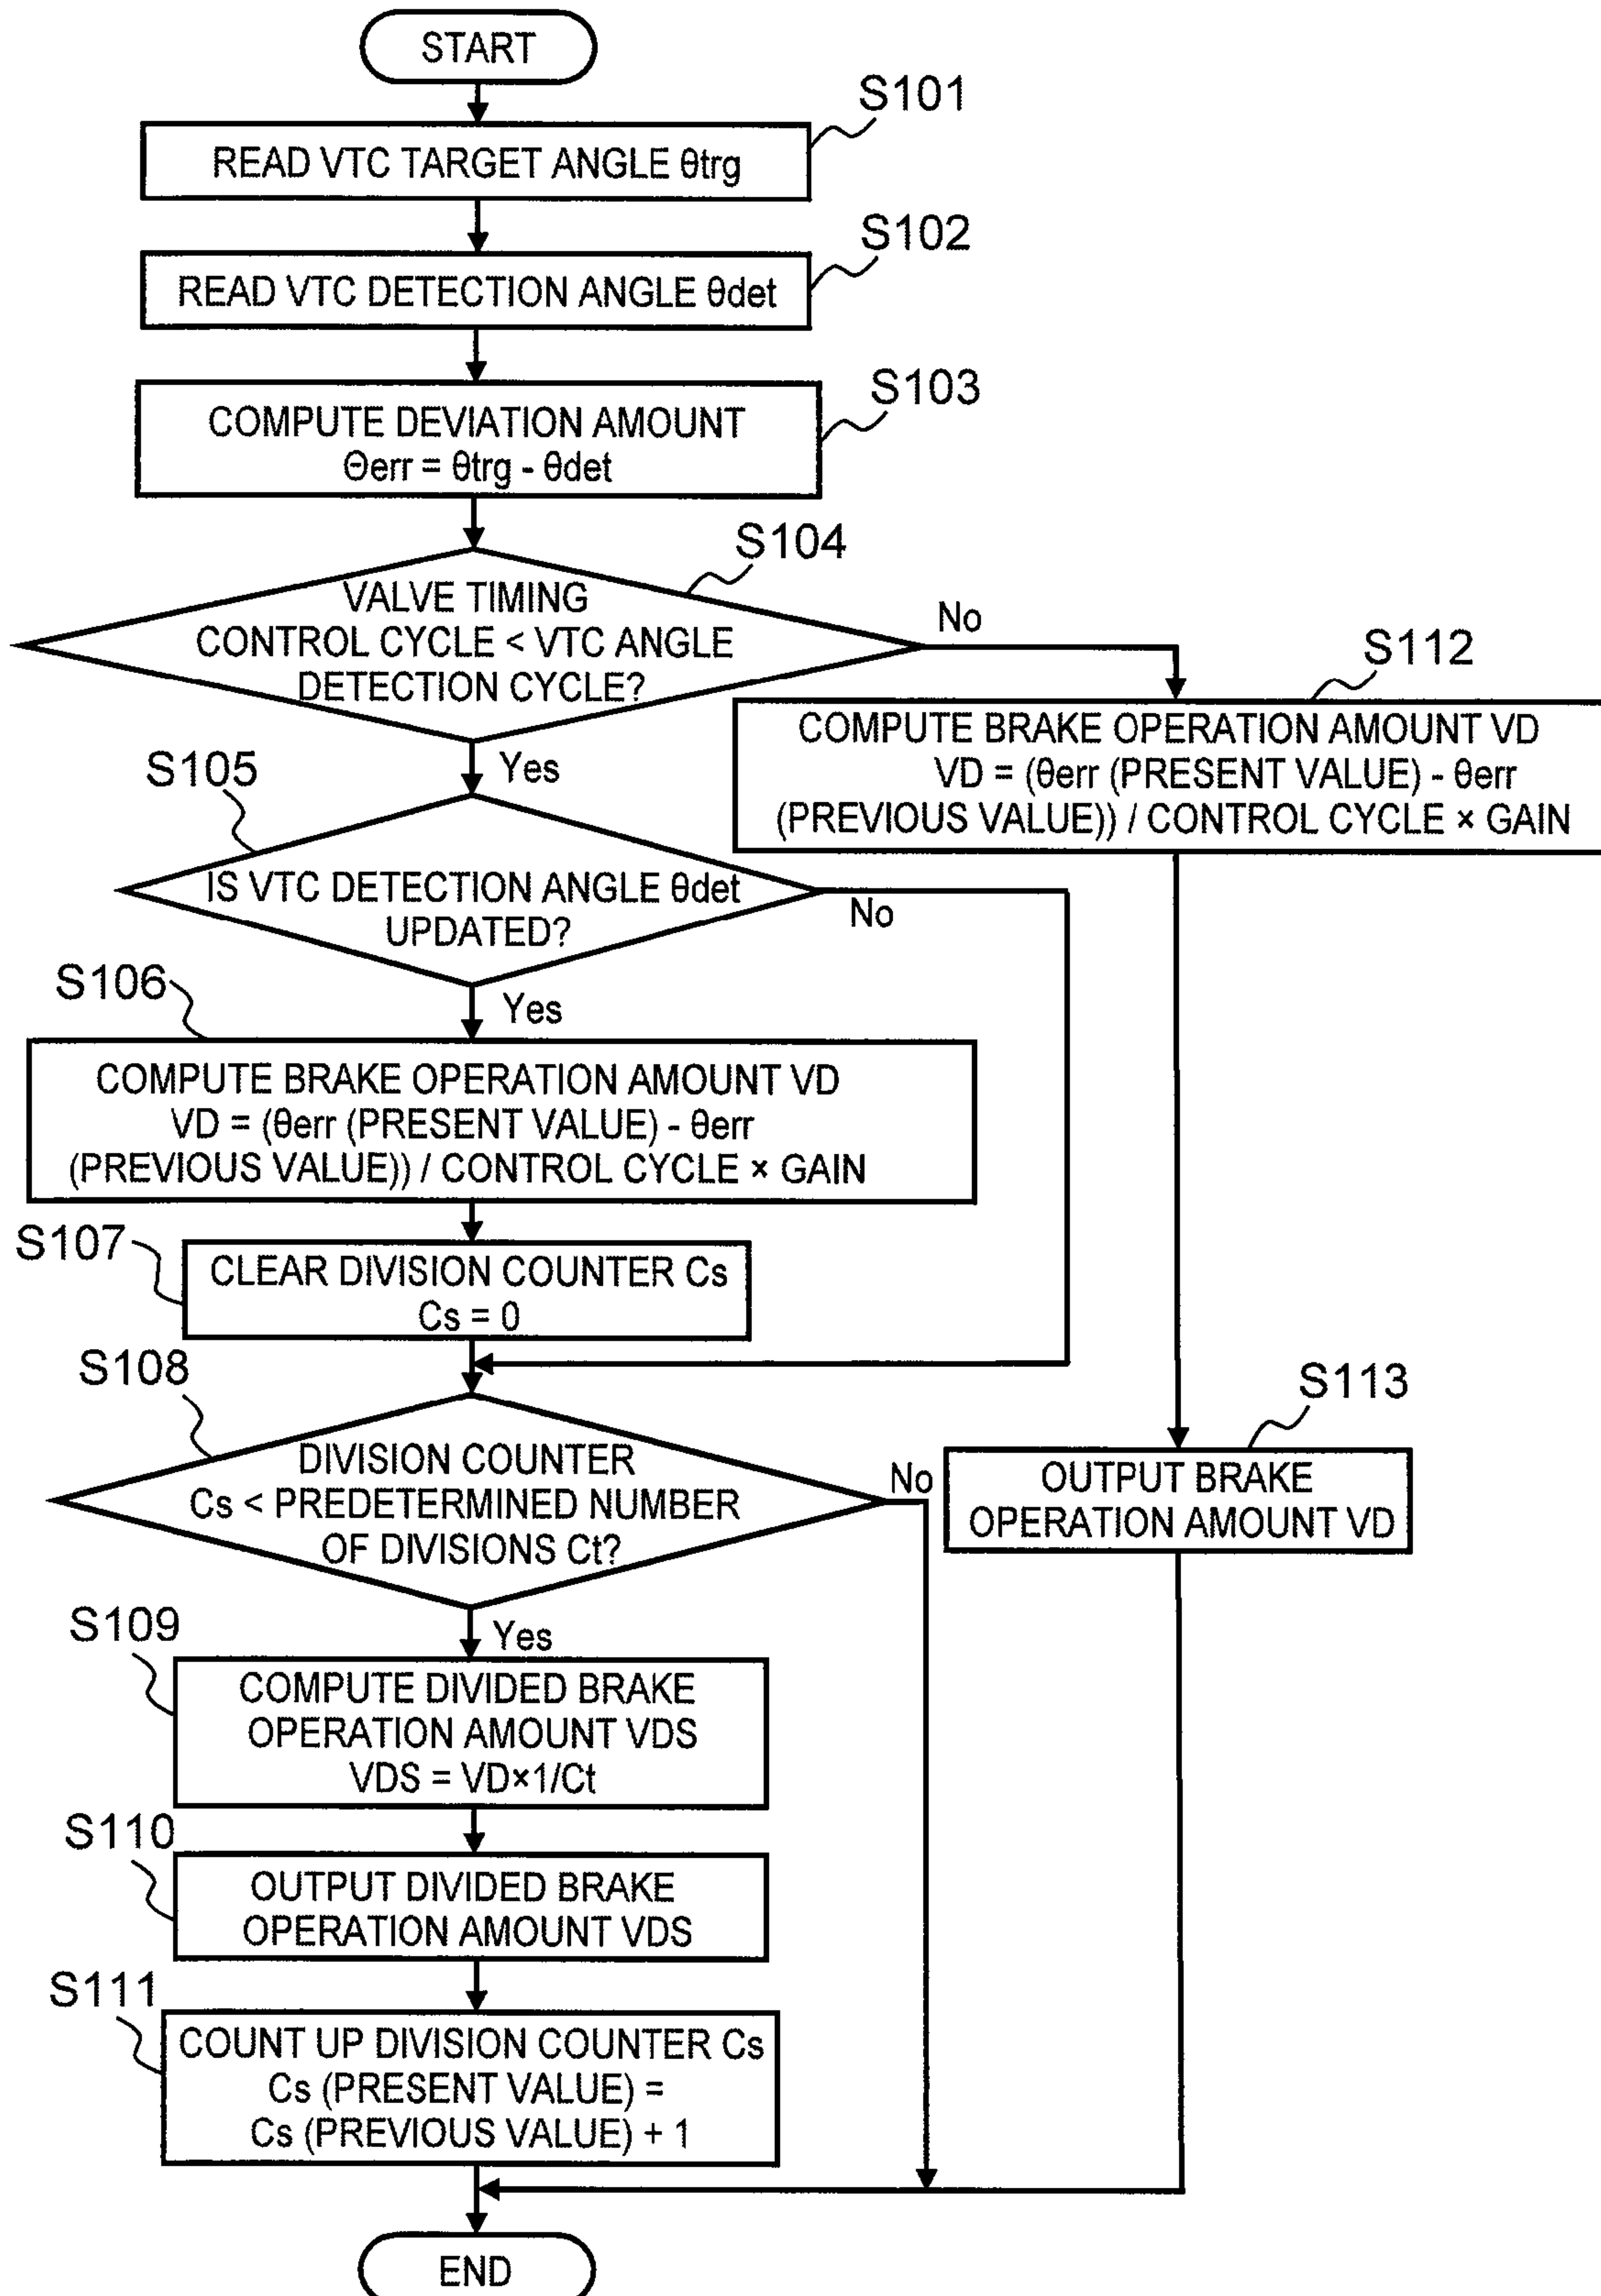 START
S101
READ VTC TARGET ANGLE θtrg
S102
READ VTC DETECTION ANGLE θdet
S103
COMPUTE DEVIATION AMOUNT
Θerr = θtrg - θdet
S104
VALVE TIMING
CONTROL CYCLE < VTC ANGLE
DETECTION CYCLE?
No
Yes
S112
COMPUTE BRAKE OPERATION AMOUNT VD
VD = (θerr (PRESENT VALUE) - θerr
(PREVIOUS VALUE)) / CONTROL CYCLE × GAIN
S105
IS VTC DETECTION ANGLE θdet
UPDATED?
No
Yes
S106
COMPUTE BRAKE OPERATION AMOUNT VD
VD = (θerr (PRESENT VALUE) - θerr
(PREVIOUS VALUE)) / CONTROL CYCLE × GAIN
S107
CLEAR DIVISION COUNTER Cs
Cs = 0
S108
DIVISION COUNTER
Cs < PREDETERMINED NUMBER
OF DIVISIONS Ct?
No
Yes
S113
OUTPUT BRAKE
OPERATION AMOUNT VD
S109
COMPUTE DIVIDED BRAKE
OPERATION AMOUNT VDS
VDS = VD×1/Ct
S110
OUTPUT DIVIDED BRAKE
OPERATION AMOUNT VDS
S111
COUNT UP DIVISION COUNTER Cs
Cs (PRESENT VALUE) =
Cs (PREVIOUS VALUE) + 1
END